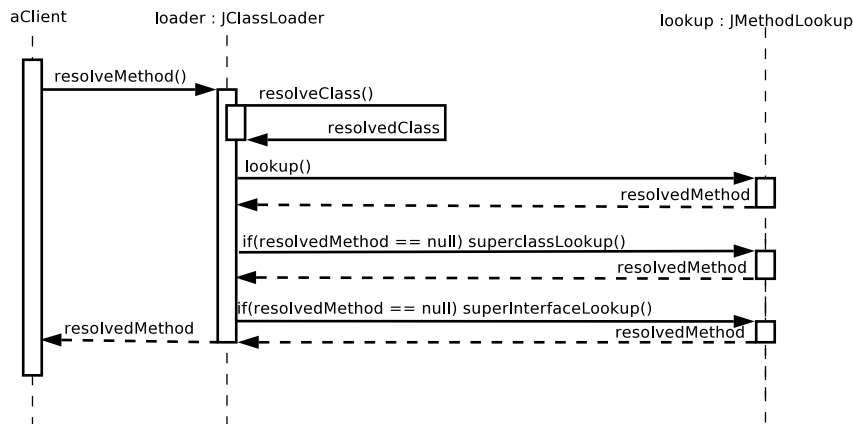 aClient
loader : JClassLoader
lookup : JMethodLookup
resolveMethod()
resolveClass()
resolvedClass
lookup()
resolvedMethod
if(resolvedMethod == null) superclassLookup()
resolvedMethod
if(resolvedMethod == null) superInterfaceLookup()
resolvedMethod
resolvedMethod